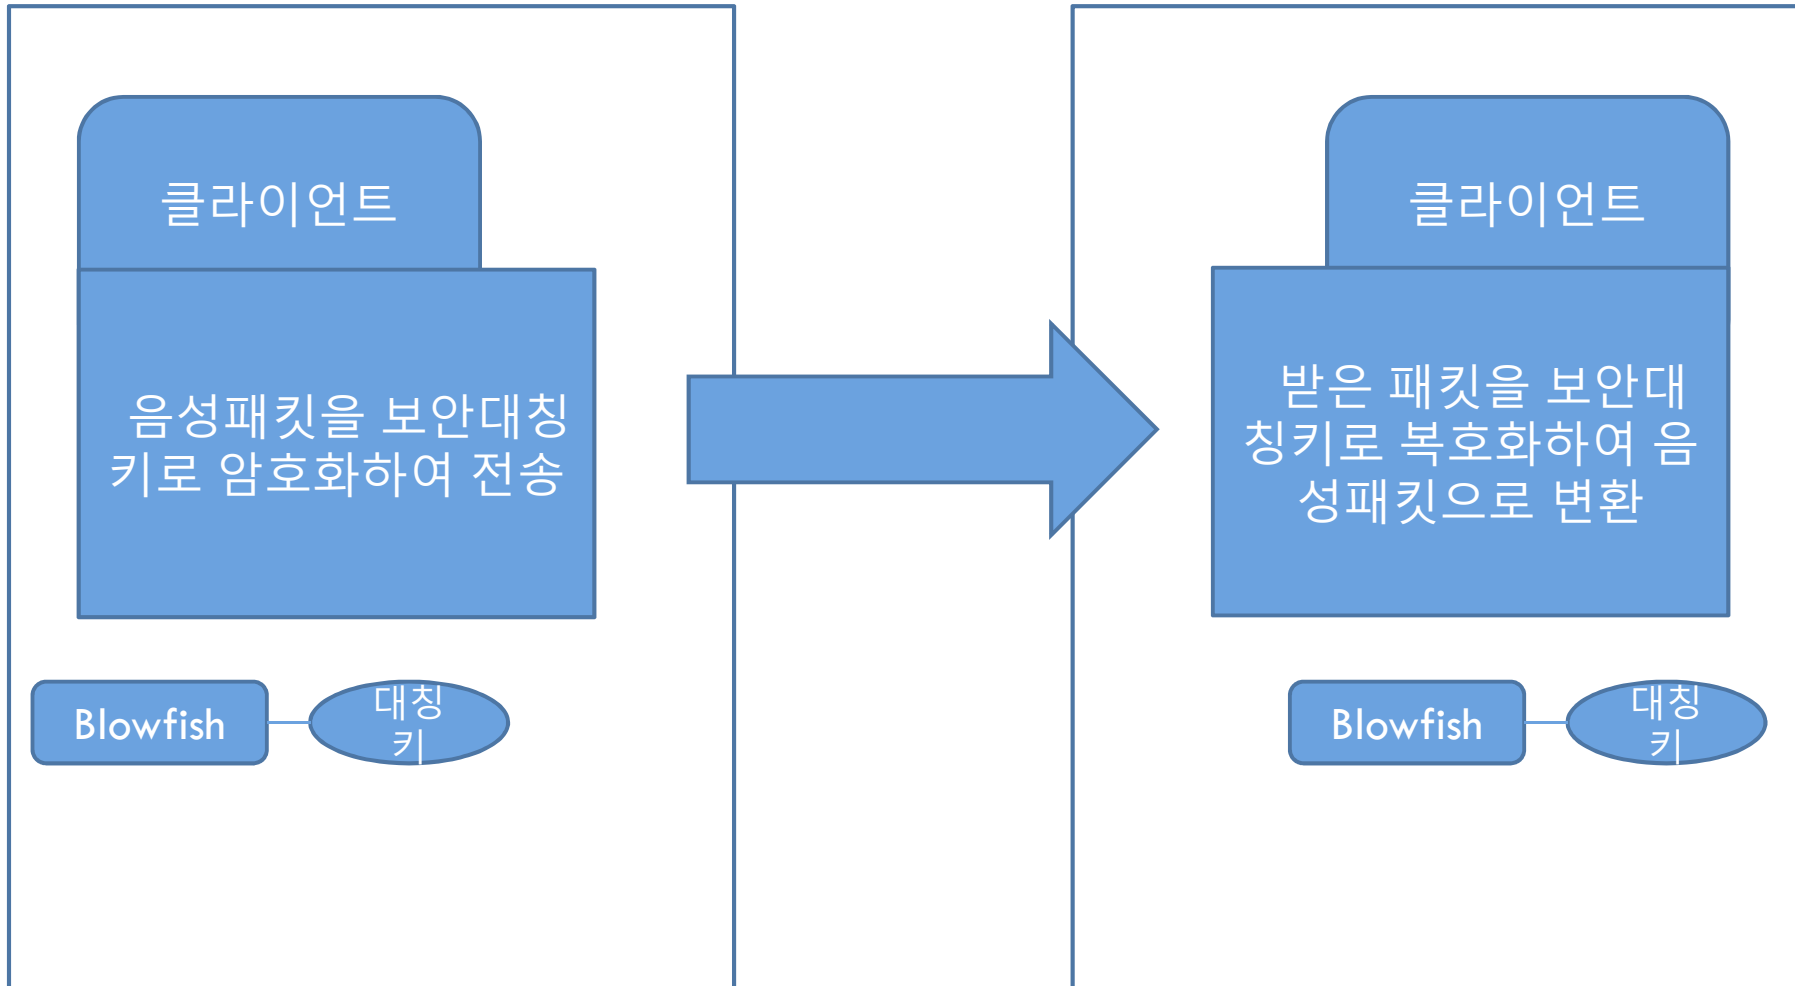 클라이언트
음성패킷을 보안대칭
키로 암호화하여 전송
Blowfish
대칭
키
클라이언트
받은 패킷을 보안대
칭키로 복호화하여 음
성패킷으로 변환
Blowfish
대칭
키